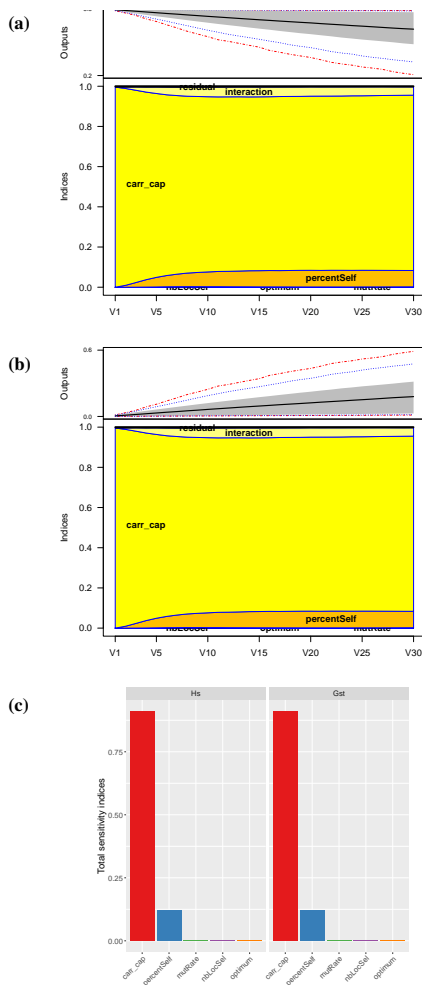 (a)
Outputs
0.2
residual
interaction
carr_cap
percentSelf
nbLocSel optimum mutRate
Indices
1.0
0.8
0.6
0.4
0.2
0.0
V1 V5 V10 V15 V20 V25 V30
(b)
Outputs
0.6
0.0
residual
interaction
carr_cap
percentSelf
nbLocSel optimum mutRate
Indices
1.0
0.8
0.6
0.4
0.2
0.0
V1 V5 V10 V15 V20 V25 V30
(c)
Hs Gst
Total sensitivity indices
0.75
0.50
0.25
0.00
carr_cap percentSelf mutRate nbLocSel optimum carr_cap percentSelf mutRate nbLocSel optimum